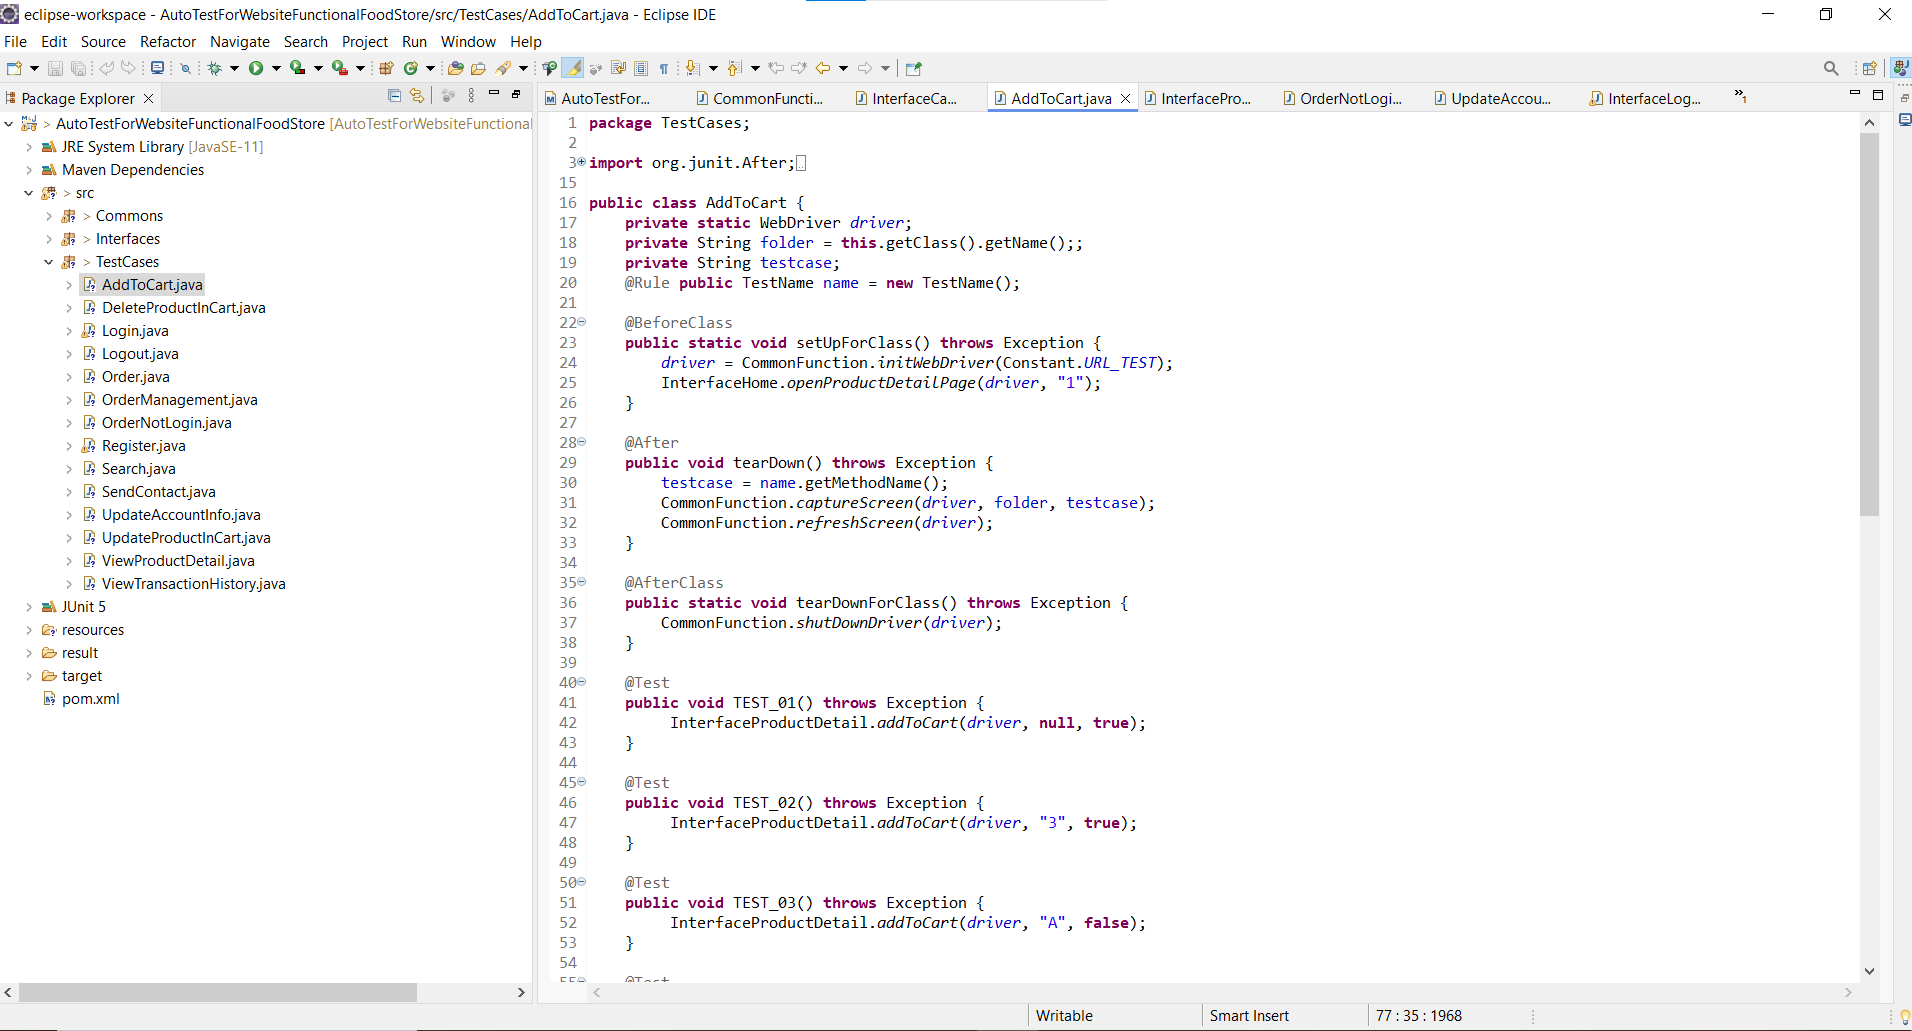 eclipse-workspace - AutoTestForWebsiteFunctionalFoodStore/src/TestCases/AddToCart.java - Eclipse IDE
File Edit Source Refactor Navigate Search Project Run Window Help
Package Explorer
> AutoTestForWebsiteFunctionalFoodStore [AutoTestForWebsiteFunctional
JRE System Library [JavaSE-11]
Maven Dependencies
> src
> Commons
> Interfaces
> TestCases
AddToCart.java
DeleteProductInCart.java
Login.java
Logout.java
Order.java
OrderManagement.java
OrderNotLogin.java
Register.java
Search.java
SendContact.java
UpdateAccountInfo.java
UpdateProductInCart.java
ViewProductDetail.java
ViewTransactionHistory.java
JUnit 5
resources
result
target
pom.xml
AutoTestFor... CommonFuncti... InterfaceCa... AddToCart.java InterfacePro... OrderNotLogi... UpdateAccou... InterfaceLog... »1
1 package TestCases;
2
3 import org.junit.After;
15
16 public class AddToCart {
17 private static WebDriver driver;
18 private String folder = this.getClass().getName();;
19 private String testcase;
20 @Rule public TestName name = new TestName();
21
22 @BeforeClass
23 public static void setUpForClass() throws Exception {
24 driver = CommonFunction.initWebDriver(Constant.URL_TEST);
25 InterfaceHome.openProductDetailPage(driver, "1");
26 }
27
28 @After
29 public void tearDown() throws Exception {
30 testcase = name.getMethodName();
31 CommonFunction.captureScreen(driver, folder, testcase);
32 CommonFunction.refreshScreen(driver);
33 }
34
35 @AfterClass
36 public static void tearDownForClass() throws Exception {
37 CommonFunction.shutDownDriver(driver);
38 }
39
40 @Test
41 public void TEST_01() throws Exception {
42 InterfaceProductDetail.addToCart(driver, null, true);
43 }
44
45 @Test
46 public void TEST_02() throws Exception {
47 InterfaceProductDetail.addToCart(driver, "3", true);
48 }
49
50 @Test
51 public void TEST_03() throws Exception {
52 InterfaceProductDetail.addToCart(driver, "A", false);
53 }
54
55 @Test
Writable Smart Insert 77 : 35 : 1968